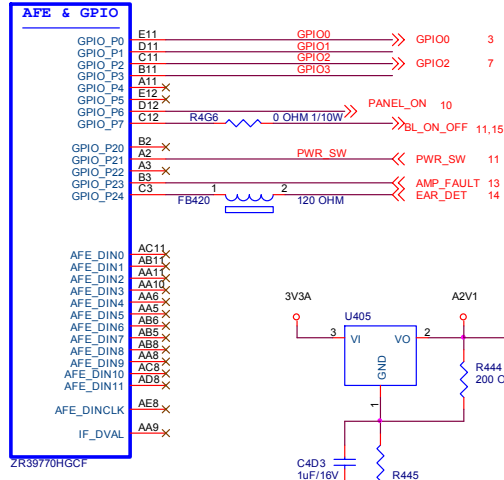 AFE & GPIO
GPIO_P0 E11 GPIO0 GPIO0 3
GPIO_P1 D11 GPIO1
GPIO_P2 C11 GPIO2 GPIO2 7
GPIO_P3 B11 GPIO3
GPIO_P4 A11
GPIO_P5 E12
GPIO_P6 D12 PANEL_ON 10
GPIO_P7 C12 R4G6 0 OHM 1/10W BL_ON_OFF 11,15
GPIO_P20 B2
GPIO_P21 A2 PWR_SW PWR_SW 11
GPIO_P22 A3
GPIO_P23 B3 AMP_FAULT 13
GPIO_P24 C3 1 2 EAR_DET 14
FB420 120 OHM
AFE_DIN0 AC11
AFE_DIN1 AB11
AFE_DIN2 AA11
AFE_DIN3 AA10
AFE_DIN4 AA6
AFE_DIN5 AA5
AFE_DIN6 AB6
AFE_DIN7 AB5
AFE_DIN8 AB8
AFE_DIN9 AA8
AFE_DIN10 AC8
AFE_DIN11 AD8
AFE_DINCLK AE8
IF_DVAL AA9
ZR39770HGCF
3V3A A2V1
U405
3 VI VO 2
GND
1
R444
200 O
C4D3
1uF/16V
R445